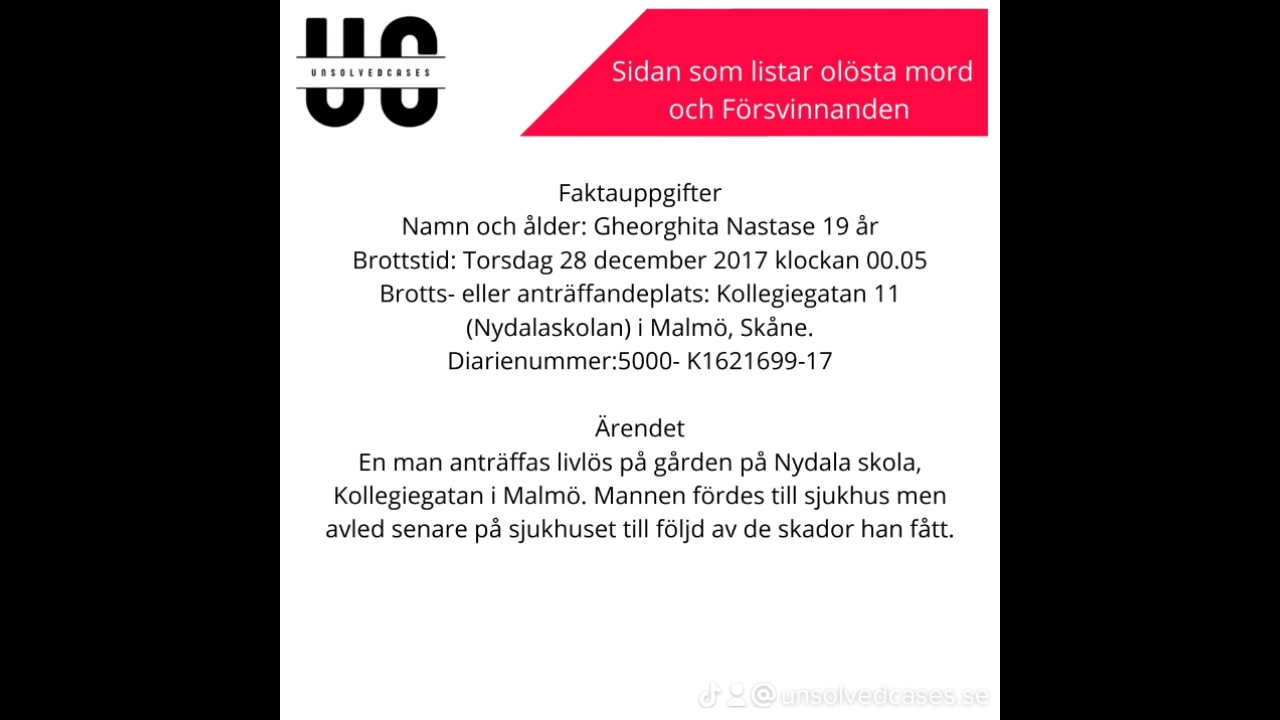 UNSOLVEDCASES
UC
Sidan som listar olösta mord
och Försvinnanden
Faktauppgifter
Namn och ålder: Gheorghita Nastase 19 år
Brottstid: Torsdag 28 december 2017 klockan 00.05
Brotts- eller anträffandeplats: Kollegiegatan 11
(Nydalaskolan) i Malmö, Skåne.
Diarienummer:5000- K1621699-17
Ärendet
En man anträffas livlös på gården på Nydala skola,
Kollegiegatan i Malmö. Mannen fördes till sjukhus men
avled senare på sjukhuset till följd av de skador han fått.
@unsolvedcases.se